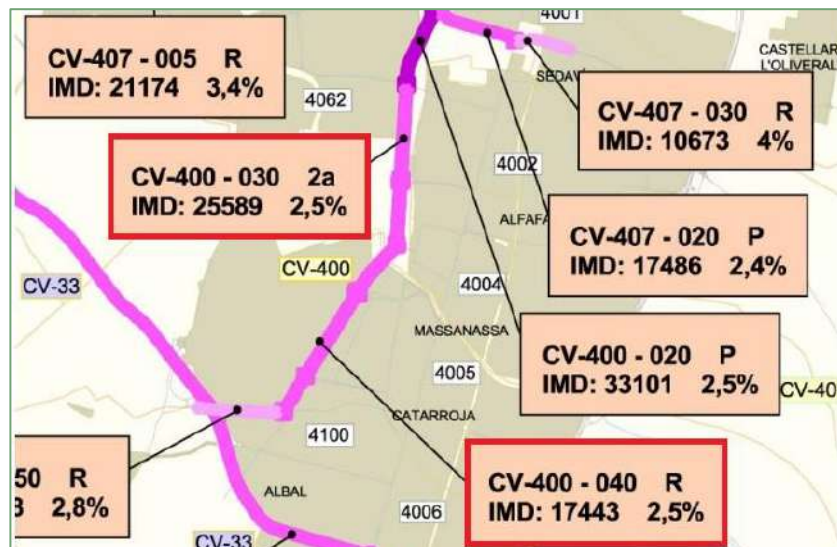 4001
CV-407 - 005 R
IMD: 21174 3,4%
CASTELLAR
L'OLIVERAL
SEDAVÍ
4062
CV-407 - 030 R
IMD: 10673 4%
4002
CV-400 - 030 2a
IMD: 25589 2,5%
ALFAFA
CV-407 - 020 P
IMD: 17486 2,4%
CV-400
CV-33
4004
MASSANASSA
CV-400 - 020 P
IMD: 33101 2,5%
4005
CV-40
CATARROJA
4100
50 R
2,8%
CV-400 - 040 R
IMD: 17443 2,5%
ALBAL
4006
CV-33